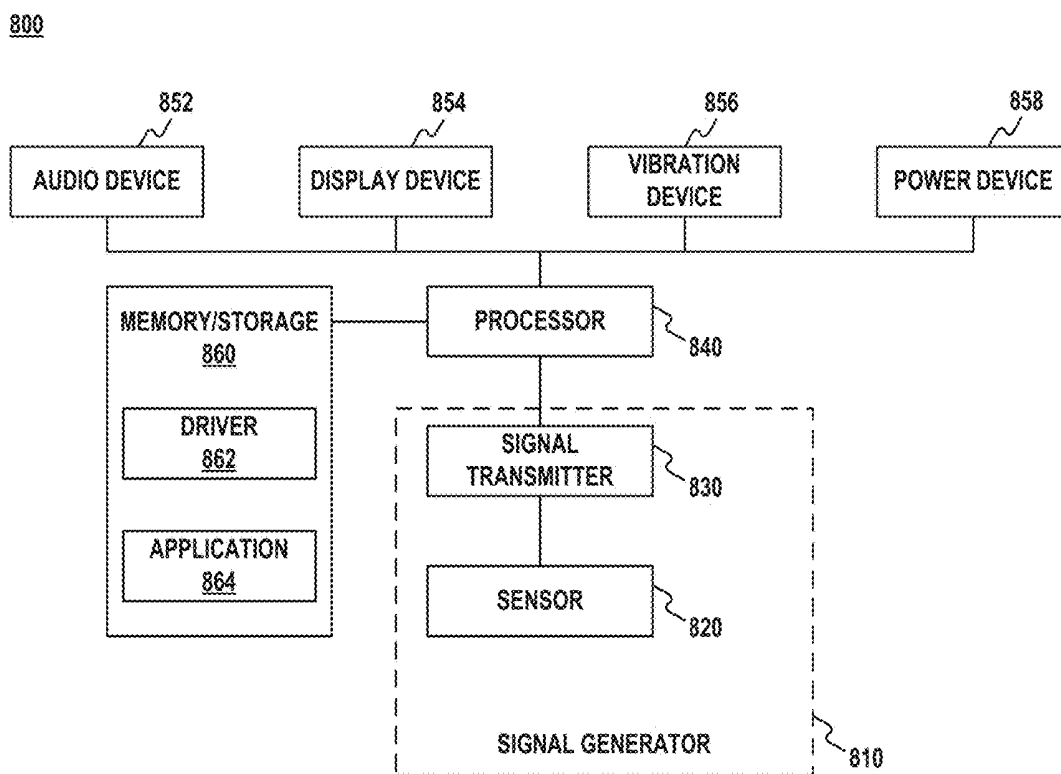 800
852
854
856
858
AUDIO DEVICE
DISPLAY DEVICE
VIBRATION
DEVICE
POWER DEVICE
MEMORY/STORAGE
860
PROCESSOR
840
DRIVER
862
SIGNAL
TRANSMITTER
830
APPLICATION
864
SENSOR
820
SIGNAL GENERATOR
810